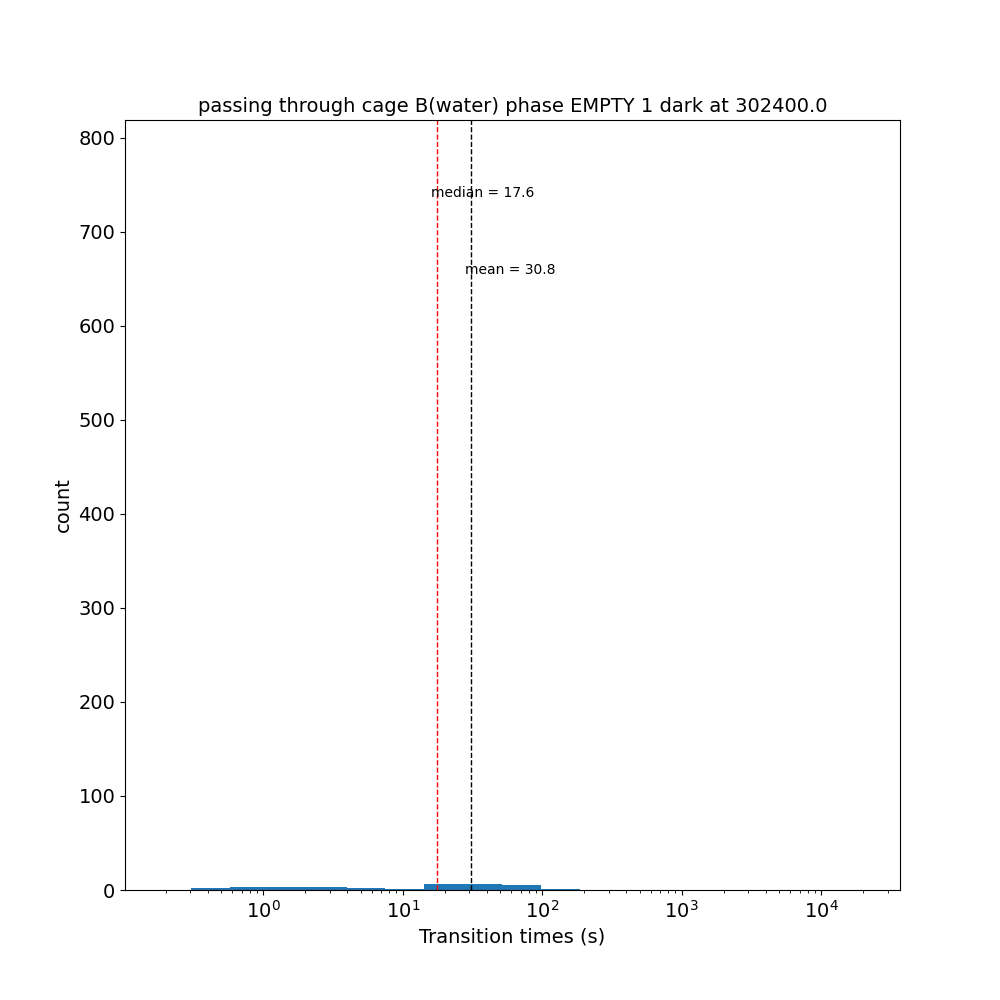 passing through cage B(water) phase EMPTY 1 dark at 302400.0
800
median = 17.6
700
mean = 30.8
600
500
count
400
300
200
100
0
10⁰ 10¹ 10² 10³ 10⁴
Transition times (s)